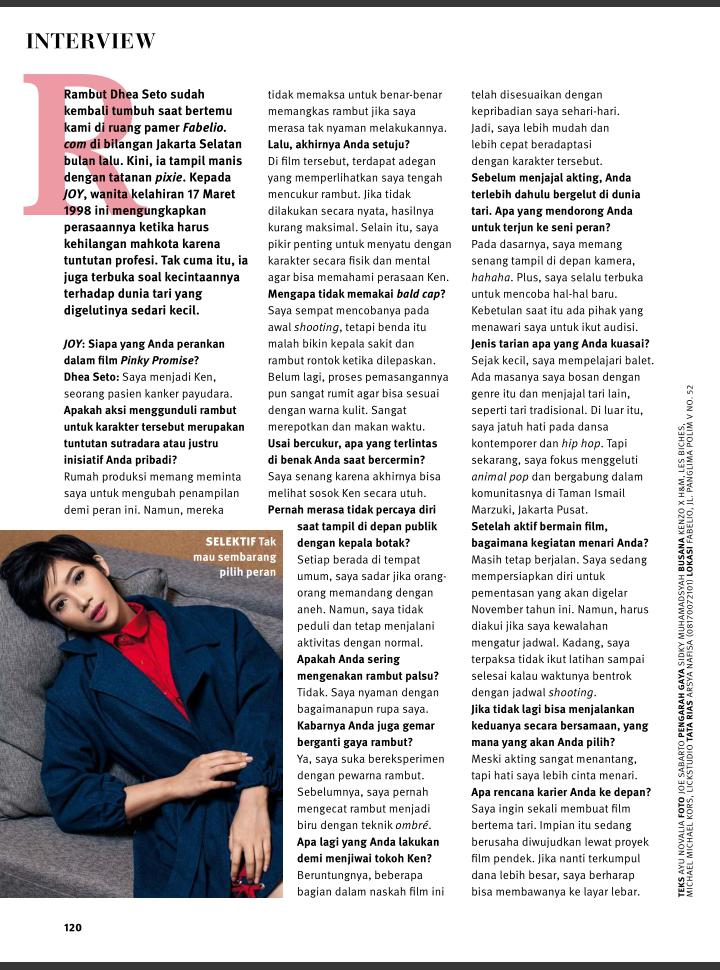 INTERVIEW
Rambut Dhea Seto sudah
kembali tumbuh saat bertemu
kami di ruang pamer Fabelio.
com di bilangan Jakarta Selatan
bulan lalu. Kini, ia tampil manis
dengan tatanan pixie. Kepada
JOY, wanita kelahiran 17 Maret
1998 ini mengungkapkan
perasaannya ketika harus
kehilangan mahkota karena
tuntutan profesi. Tak cuma itu, ia
juga terbuka soal kecintaannya
terhadap dunia tari yang
digelutinya sedari kecil.
JOY: Siapa yang Anda perankan
dalam film Pinky Promise?
Dhea Seto: Saya menjadi Ken,
seorang pasien kanker payudara.
Apakah aksi menggunduli rambut
untuk karakter tersebut merupakan
tuntutan sutradara atau justru
inisiatif Anda pribadi?
Rumah produksi memang meminta
saya untuk mengubah penampilan
demi peran ini. Namun, mereka
tidak memaksa untuk benar-benar
memangkas rambut jika saya
merasa tak nyaman melakukannya.
Lalu, akhirnya Anda setuju?
Di film tersebut, terdapat adegan
yang memperlihatkan saya tengah
mencukur rambut. Jika tidak
dilakukan secara nyata, hasilnya
kurang maksimal. Selain itu, saya
pikir penting untuk menyatu dengan
karakter secara fisik dan mental
agar bisa memahami perasaan Ken.
Mengapa tidak memakai bald cap?
Saya sempat mencobanya pada
awal shooting, tetapi benda itu
malah bikin kepala sakit dan
rambut rontok ketika dilepaskan.
Belum lagi, proses pemasangannya
pun sangat rumit agar bisa sesuai
dengan warna kulit. Sangat
merepotkan dan makan waktu.
Usai bercukur, apa yang terlintas
di benak Anda saat bercermin?
Saya senang karena akhirnya bisa
melihat sosok Ken secara utuh.
Pernah merasa tidak percaya diri
saat tampil di depan publik
dengan kepala botak?
Setiap berada di tempat
umum, saya sadar jika orang-
orang memandang dengan
aneh. Namun, saya tidak
peduli dan tetap menjalani
aktivitas dengan normal.
Apakah Anda sering
mengenakan rambut palsu?
Tidak. Saya nyaman dengan
bagaimanapun rupa saya.
Kabarnya Anda juga gemar
berganti gaya rambut?
Ya, saya suka bereksperimen
dengan pewarna rambut.
Sebelumnya, saya pernah
mengecat rambut menjadi
biru dengan teknik ombré.
Apa lagi yang Anda lakukan
demi menjiwai tokoh Ken?
Beruntungnya, beberapa
bagian dalam naskah film ini
telah disesuaikan dengan
kepribadian saya sehari-hari.
Jadi, saya lebih mudah dan
lebih cepat beradaptasi
dengan karakter tersebut.
Sebelum menjajal akting, Anda
terlebih dahulu bergelut di dunia
tari. Apa yang mendorong Anda
untuk terjun ke seni peran?
Pada dasarnya, saya memang
senang tampil di depan kamera,
hahaha. Plus, saya selalu terbuka
untuk mencoba hal-hal baru.
Kebetulan saat itu ada pihak yang
menawari saya untuk ikut audisi.
Jenis tarian apa yang Anda kuasai?
Sejak kecil, saya mempelajari balet.
Ada masanya saya bosan dengan
genre itu dan menjajal tari lain,
seperti tari tradisional. Di luar itu,
saya jatuh hati pada dansa
kontemporer dan hip hop. Tapi
sekarang, saya fokus menggeluti
animal pop dan bergabung dalam
komunitasnya di Taman Ismail
Marzuki, Jakarta Pusat.
Setelah aktif bermain film,
bagaimana kegiatan menari Anda?
Masih tetap berjalan. Saya sedang
mempersiapkan diri untuk
pementasan yang akan digelar
November tahun ini. Namun, harus
diakui jika saya kewalahan
mengatur jadwal. Kadang, saya
terpaksa tidak ikut latihan sampai
selesai kalau waktunya bentrok
dengan jadwal shooting.
Jika tidak lagi bisa menjalankan
keduanya secara bersamaan, yang
mana yang akan Anda pilih?
Meski akting sangat menantang,
tapi hati saya lebih cinta menari.
Apa rencana karier Anda ke depan?
Saya ingin sekali membuat film
bertema tari. Impian itu sedang
berusaha diwujudkan lewat proyek
film pendek. Jika nanti terkumpul
dana lebih besar, saya berharap
bisa membawanya ke layar lebar.
SELEKTIF Tak
mau sembarang
pilih peran
TEKS AYU NOVALIA FOTO JOE SABARTO PENGARAH GAYA SIDKY MUHAMADSYAH BUSANA KENZO X H&M, LES BICHES,
MICHAEL MICHAEL KORS, LICKSTUDIO TATA RIAS ARSYA NAFISA (08170072101) LOKASI FABELIO, JL. PANGLIMA POLIM V NO. 52
120
R